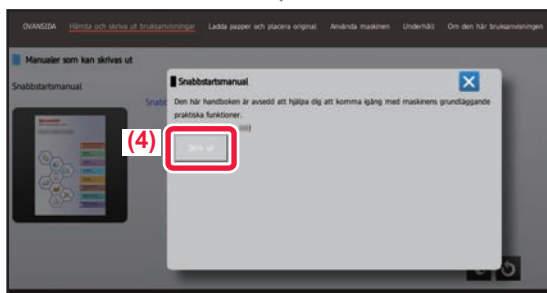 OVANSIDA Hämta och skriva ut bruksanvisningar Ladda papper och placera original Använda maskinen Underhåll Om den här bruksanvisningen
Manualer som kan skrivas ut
Snabbstartsmanual
Snabbstartsmanual
Snabb
Den här handboken är avsedd att hjälpa dig att komma igång med maskinens grundläggande
praktiska funktioner.
(4)
Skriv ut